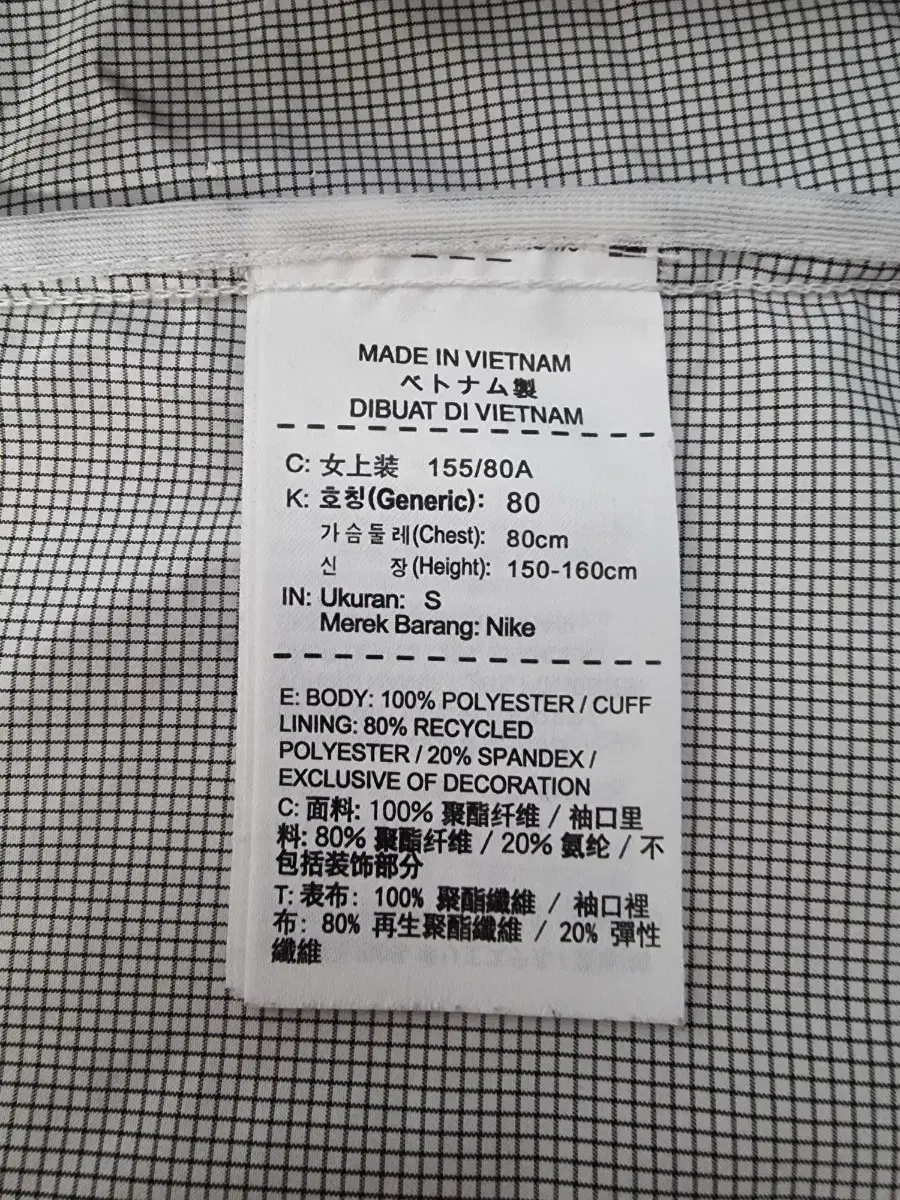 MADE IN VIETNAM
ベトナム製
DIBUAT DI VIETNAM
C: 女上装 155/80A
K: 호칭(Generic): 80
가슴둘레(Chest): 80cm
신 장(Height): 150-160cm
IN: Ukuran: S
Merek Barang: Nike
E: BODY: 100% POLYESTER / CUFF
LINING: 80% RECYCLED
POLYESTER / 20% SPANDEX /
EXCLUSIVE OF DECORATION
C: 面料: 100% 聚酯纤维 / 袖口里
料: 80% 聚酯纤维 / 20% 氨纶 / 不
包括装饰部分
T: 表布: 100% 聚酯纖維 / 袖口裡
布: 80% 再生聚酯纖維 / 20% 彈性
纖維